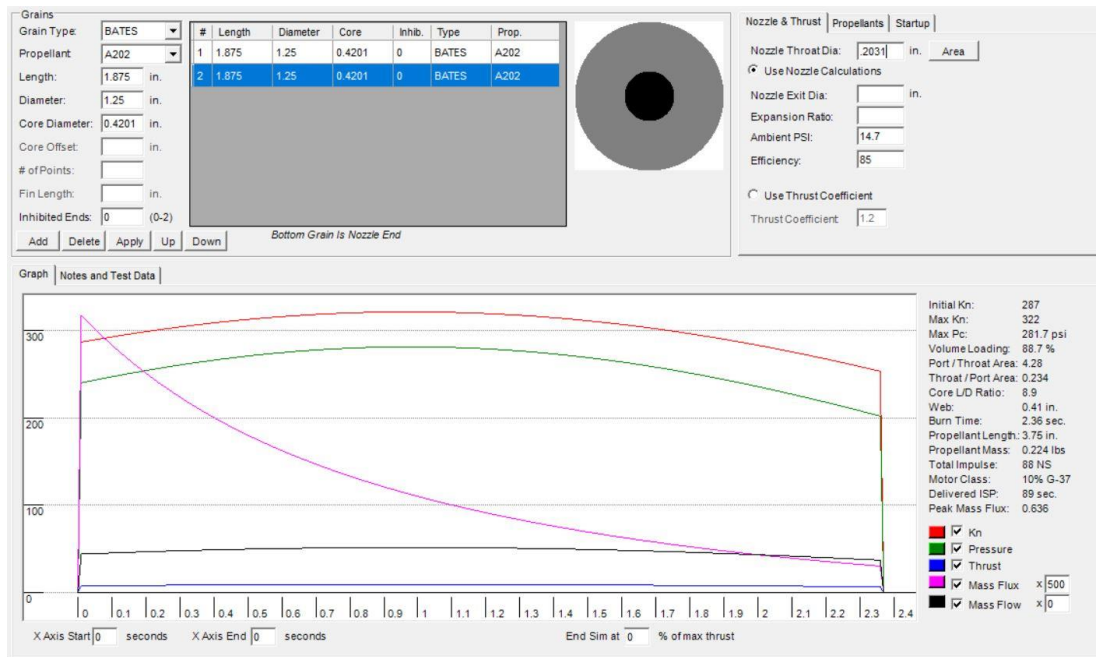 Grains
Grain Type: BATES
Propellant A202
Length: 1.875 in.
Diameter: 1.25 in.
Core Diameter: 0.4201 in.
Core Offset: in.
# of Points:
Fin Length: in.
Inhibited Ends: 0 (0-2)
Add Delete Apply Up Down
# Length Diameter Core Inhib. Type Prop.
1 1.875 1.25 0.4201 0 BATES A202
2 1.875 1.25 0.4201 0 BATES A202
Bottom Grain Is Nozzle End
Nozzle & Thrust Propellants Startup
Nozzle Throat Dia: .2031 in. Area
Use Nozzle Calculations
Nozzle Exit Dia: in.
Expansion Ratio:
Ambient PSI: 14.7
Efficiency: 85
Use Thrust Coefficient
Thrust Coefficient 1.2
Graph Notes and Test Data
300
200
100
0
0 0.1 0.2 0.3 0.4 0.5 0.6 0.7 0.8 0.9 1 1.1 1.2 1.3 1.4 1.5 1.6 1.7 1.8 1.9 2 2.1 2.2 2.3 2.4
X Axis Start 0 seconds X Axis End 0 seconds End Sim at 0 % of max thrust
Initial Kn: 287
Max Kn: 322
Max Pc: 281.7 psi
Volume Loading: 88.7 %
Port / Throat Area: 4.28
Throat / Port Area: 0.234
Core L/D Ratio: 8.9
Web: 0.41 in.
Burn Time: 2.36 sec.
Propellant Length: 3.75 in.
Propellant Mass: 0.224 lbs
Total Impulse: 88 NS
Motor Class: 10% G-37
Delivered ISP: 89 sec.
Peak Mass Flux: 0.636
Kn
Pressure
Thrust
Mass Flux x 500
Mass Flow x 0